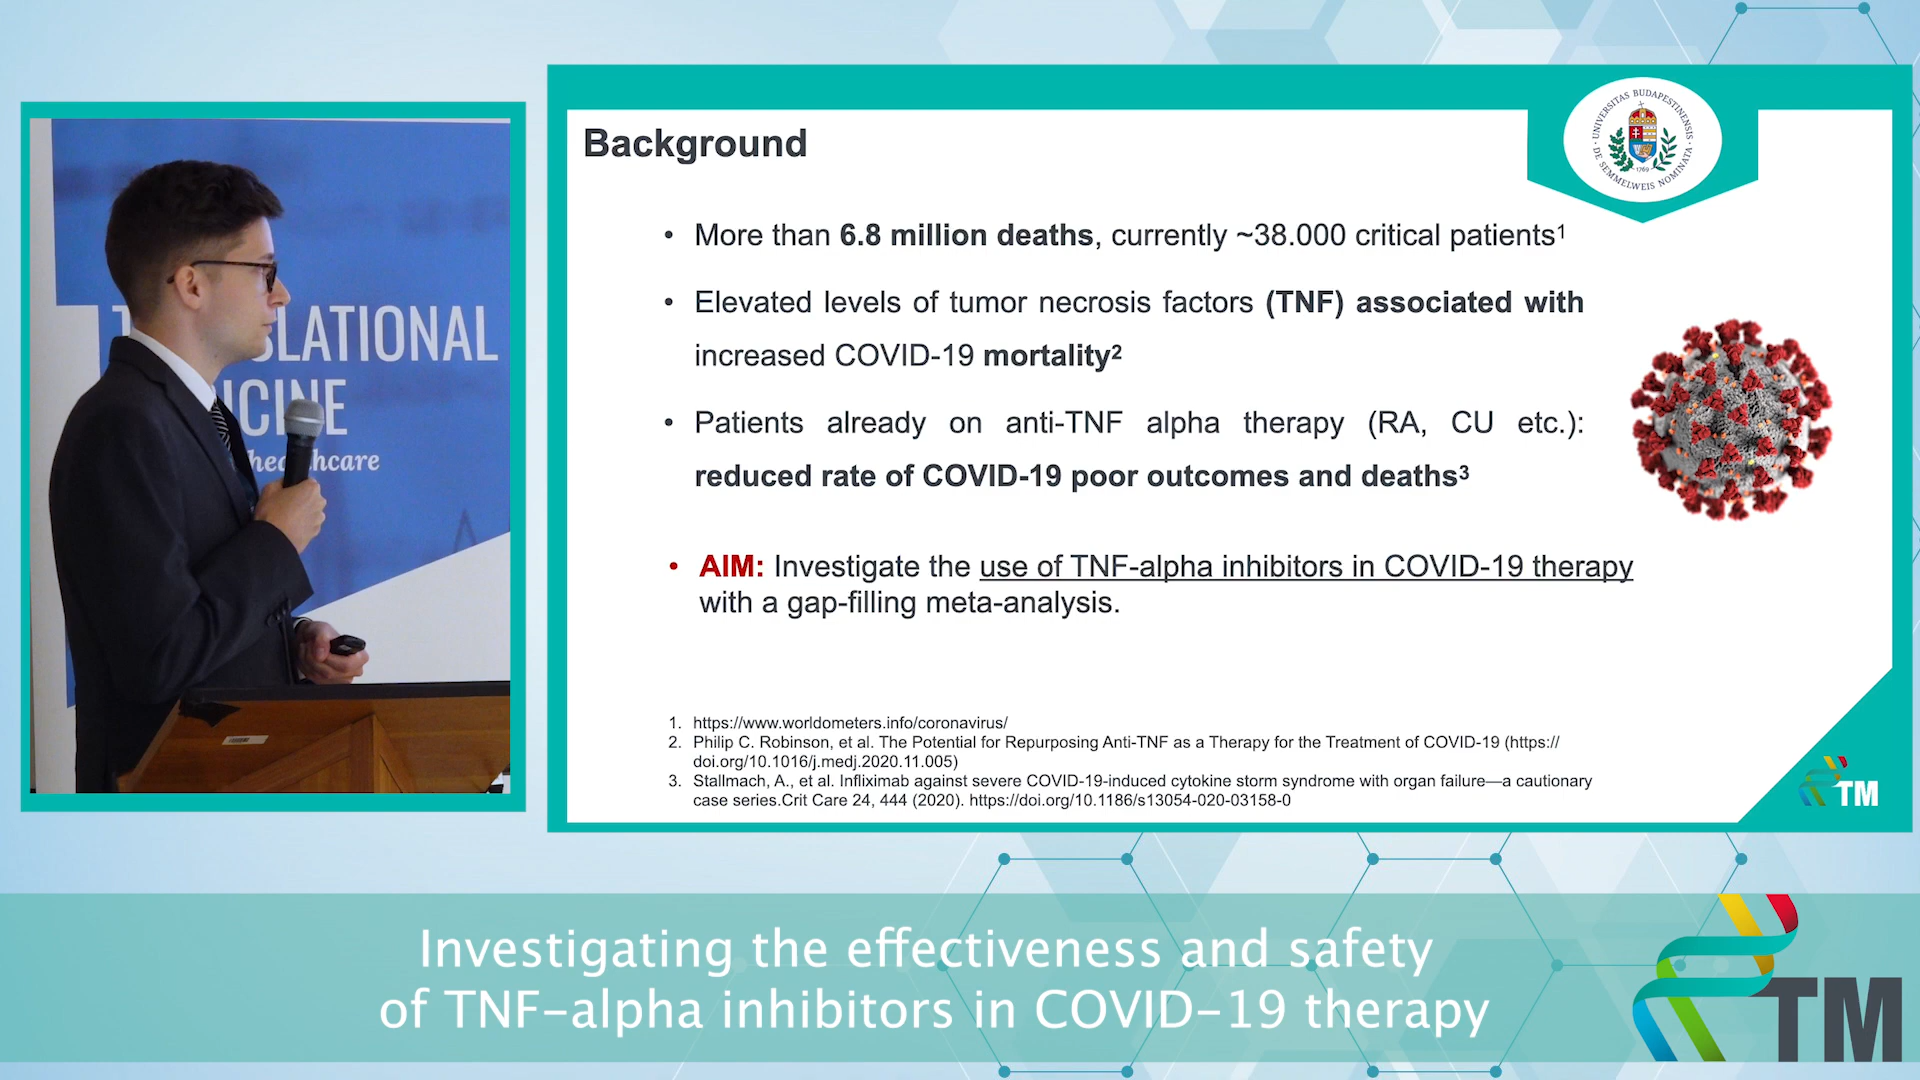 SLATIONAL
ICINE
hcare
Background
UNIVERSITAS BUDAPESTINENSIS
DE SEMMELWEIS NOMINATA
1769
• More than 6.8 million deaths, currently ~38.000 critical patients¹
• Elevated levels of tumor necrosis factors (TNF) associated with
increased COVID-19 mortality²
• Patients already on anti-TNF alpha therapy (RA, CU etc.):
reduced rate of COVID-19 poor outcomes and deaths³
• AIM: Investigate the use of TNF-alpha inhibitors in COVID-19 therapy
with a gap-filling meta-analysis.
1. https://www.worldometers.info/coronavirus/
2. Philip C. Robinson, et al. The Potential for Repurposing Anti-TNF as a Therapy for the Treatment of COVID-19 (https://
doi.org/10.1016/j.medj.2020.11.005)
3. Stallmach, A., et al. Infliximab against severe COVID-19-induced cytokine storm syndrome with organ failure—a cautionary
case series.Crit Care 24, 444 (2020). https://doi.org/10.1186/s13054-020-03158-0
TM
Investigating the effectiveness and safety
of TNF-alpha inhibitors in COVID-19 therapy
TM